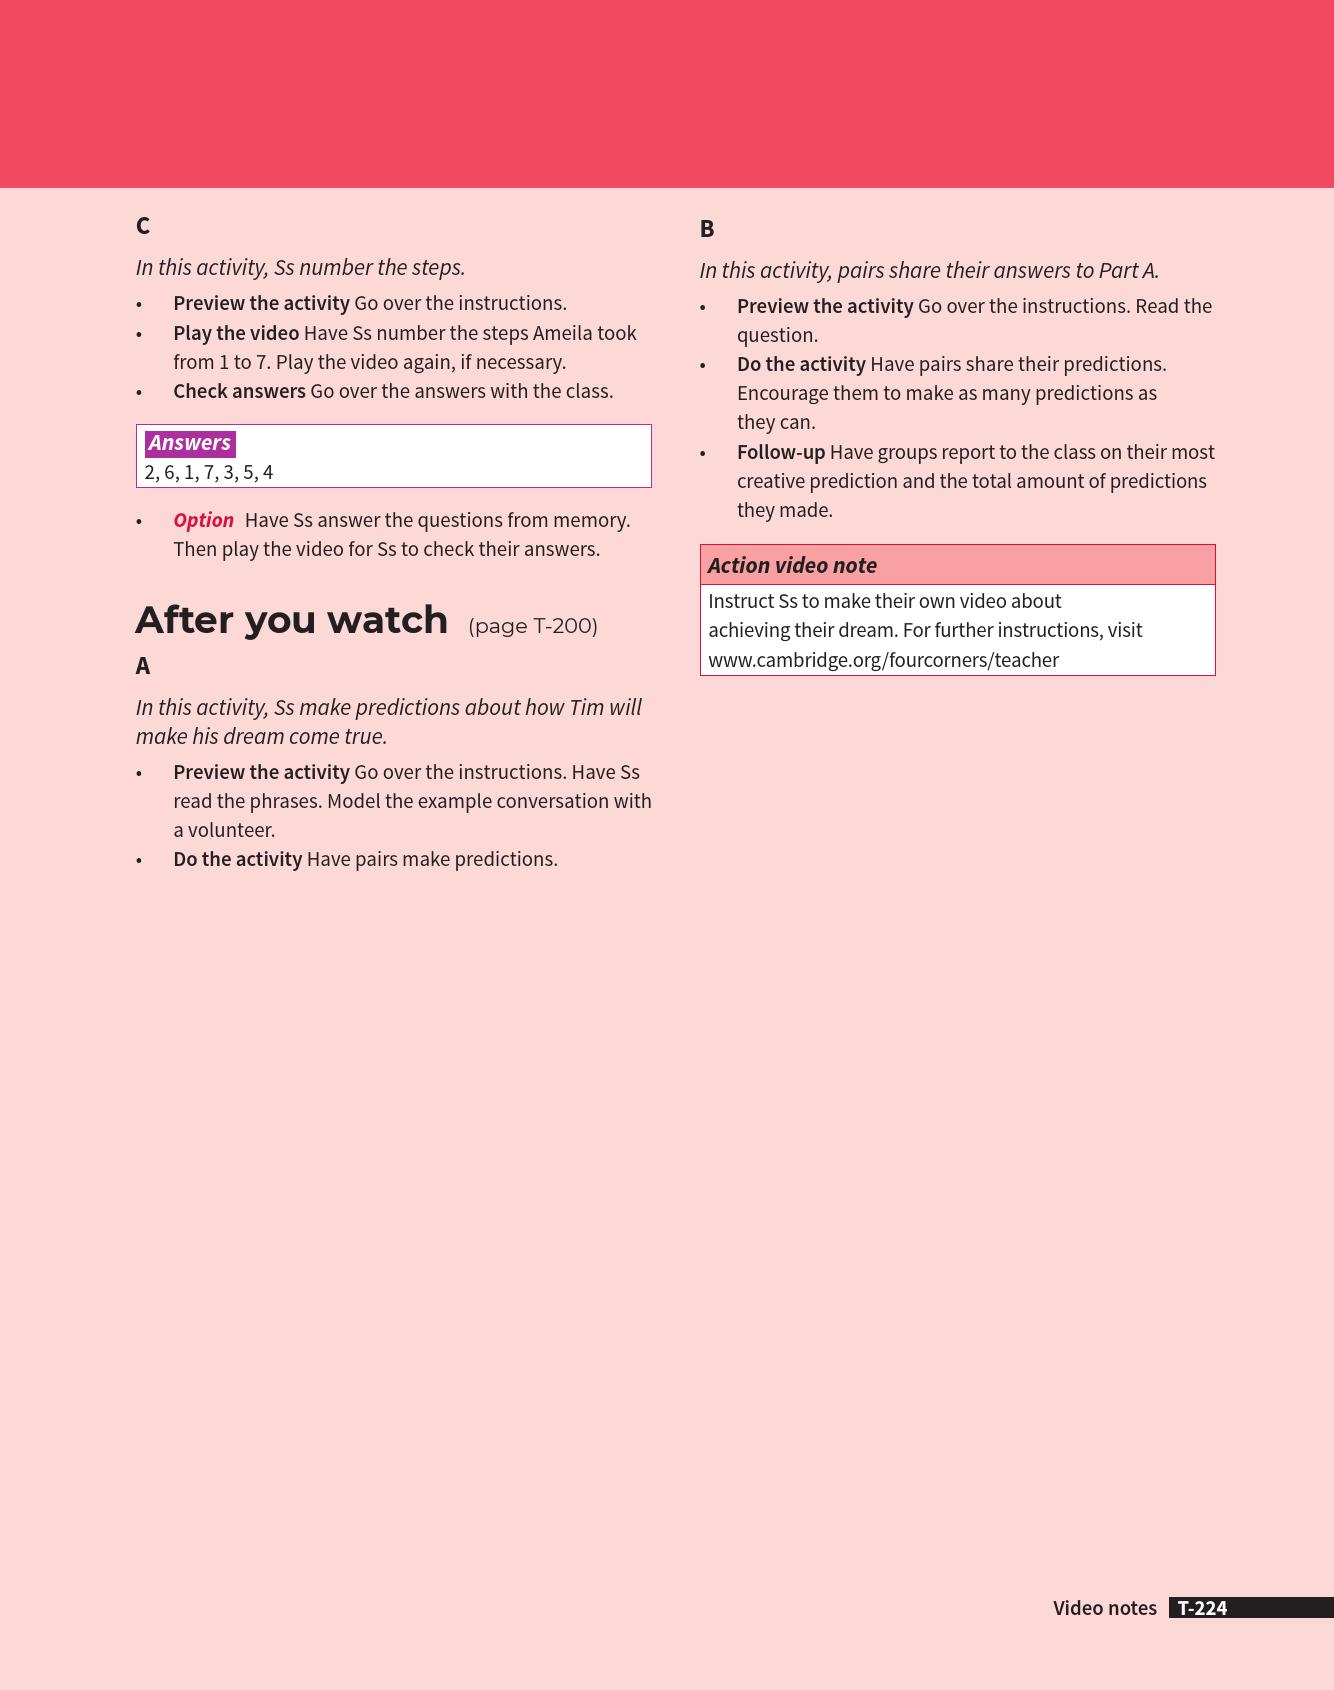 C
In this activity, Ss number the steps.
• Preview the activity Go over the instructions.
• Play the video Have Ss number the steps Ameila took
from 1 to 7. Play the video again, if necessary.
• Check answers Go over the answers with the class.
Answers
2, 6, 1, 7, 3, 5, 4
• Option Have Ss answer the questions from memory.
Then play the video for Ss to check their answers.
After you watch (page T-200)
A
In this activity, Ss make predictions about how Tim will
make his dream come true.
• Preview the activity Go over the instructions. Have Ss
read the phrases. Model the example conversation with
a volunteer.
• Do the activity Have pairs make predictions.
B
In this activity, pairs share their answers to Part A.
• Preview the activity Go over the instructions. Read the
question.
• Do the activity Have pairs share their predictions.
Encourage them to make as many predictions as
they can.
• Follow-up Have groups report to the class on their most
creative prediction and the total amount of predictions
they made.
Action video note
Instruct Ss to make their own video about
achieving their dream. For further instructions, visit
www.cambridge.org/fourcorners/teacher
Video notes T-224